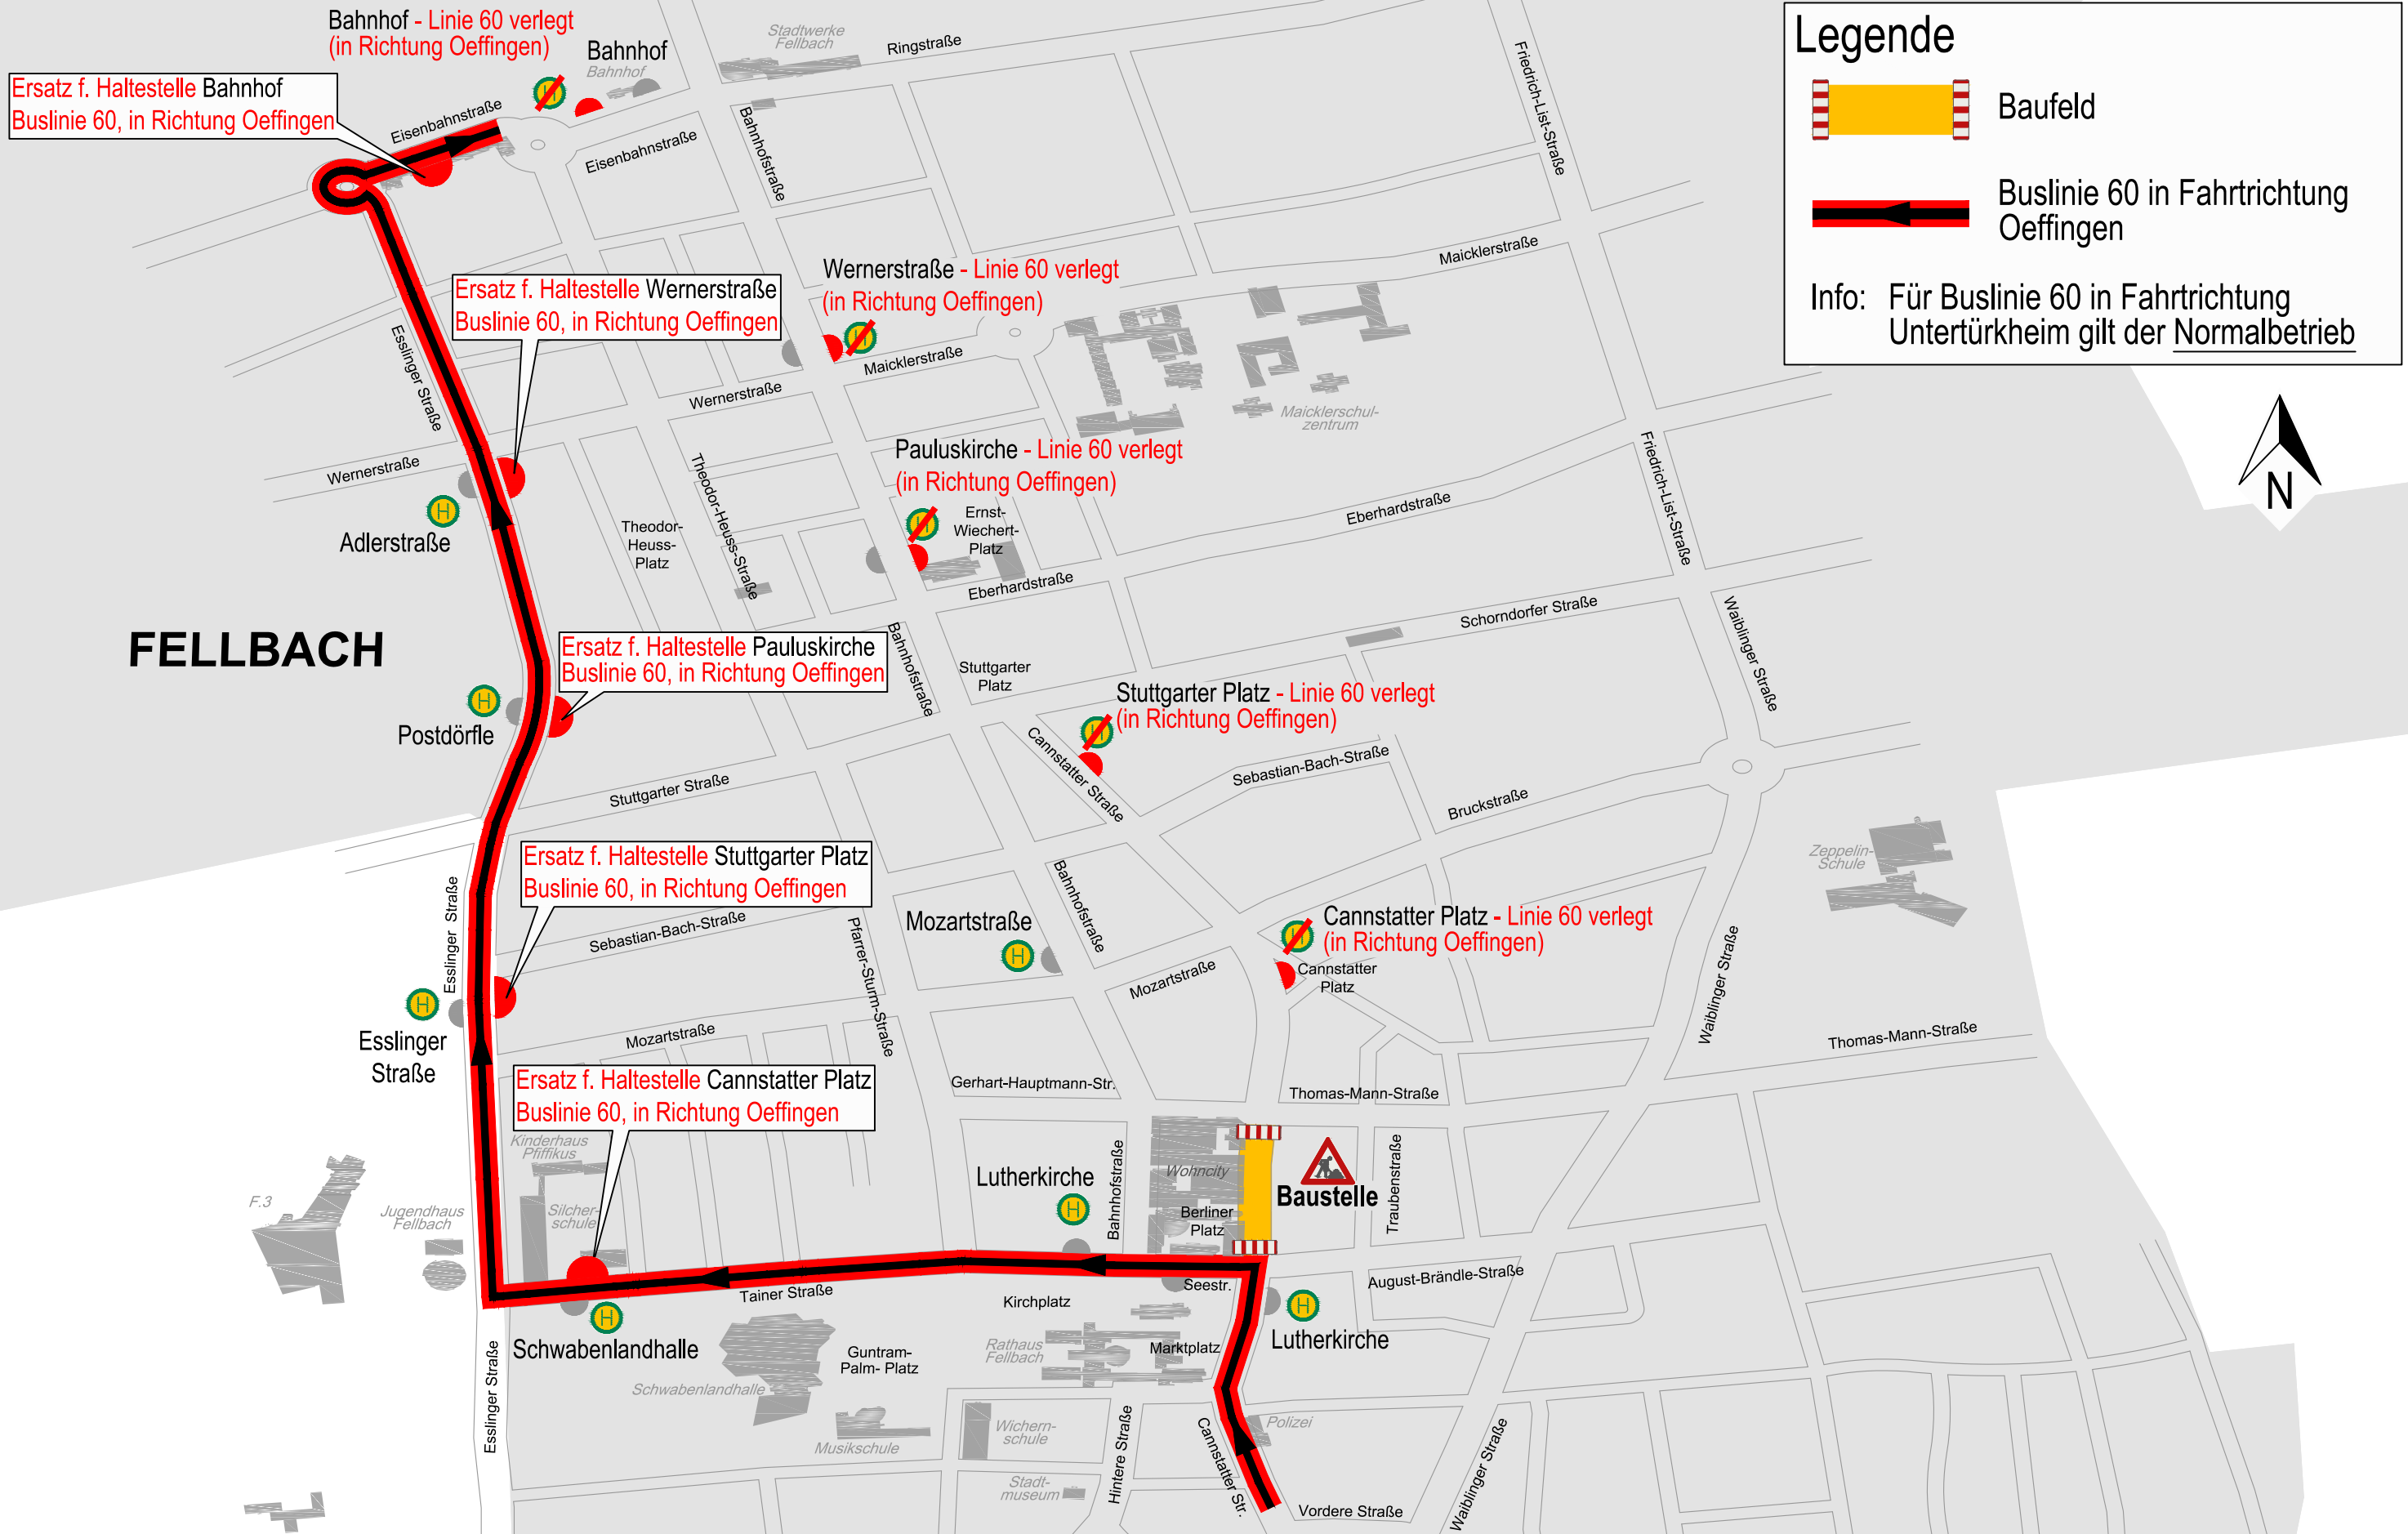 Bahnhof - Linie 60 verlegt
(in Richtung Oeffingen)
Bahnhof
Bahnhof
Stadtwerke
Fellbach
Ringstraße
Friedrich-List-Straße
Legende
Baufeld
Buslinie 60 in Fahrtrichtung
Oeffingen
Info: Für Buslinie 60 in Fahrtrichtung
Untertürkheim gilt der Normalbetrieb
N
Ersatz f. Haltestelle Bahnhof
Buslinie 60, in Richtung Oeffingen
Eisenbahnstraße
Eisenbahnstraße
Bahnhofstraße
Ersatz f. Haltestelle Wernerstraße
Buslinie 60, in Richtung Oeffingen
Wernerstraße - Linie 60 verlegt
(in Richtung Oeffingen)
H
Maicklerstraße
Maicklerstraße
Esslinger Straße
Wernerstraße
Wernerstraße
Maicklerschul-
zentrum
Friedrich-List-Straße
Pauluskirche - Linie 60 verlegt
(in Richtung Oeffingen)
H
Ernst-
Wiechert-
Platz
H
Adlerstraße
Theodor-
Heuss-
Platz
Theodor-Heuss-Straße
Eberhardstraße
Eberhardstraße
FELLBACH
Ersatz f. Haltestelle Pauluskirche
Buslinie 60, in Richtung Oeffingen
Bahnhofstraße
Stuttgarter
Platz
Schorndorfer Straße
Waiblinger Straße
H
Postdörfle
Stuttgarter Platz - Linie 60 verlegt
(in Richtung Oeffingen)
H
Cannstatter Straße
Sebastian-Bach-Straße
Stuttgarter Straße
Bruckstraße
Ersatz f. Haltestelle Stuttgarter Platz
Buslinie 60, in Richtung Oeffingen
Zeppelin-
Schule
Esslinger Straße
Sebastian-Bach-Straße
Pfarrer-Sturm-Straße
Mozartstraße
H
Bahnhofstraße
Cannstatter Platz - Linie 60 verlegt
(in Richtung Oeffingen)
H
Cannstatter
Platz
Mozartstraße
Waiblinger Straße
H
Esslinger
Straße
Mozartstraße
Thomas-Mann-Straße
Ersatz f. Haltestelle Cannstatter Platz
Buslinie 60, in Richtung Oeffingen
Gerhart-Hauptmann-Str.
Thomas-Mann-Straße
Kinderhaus
Pfiffikus
F.3
Jugendhaus
Fellbach
Silcher-
schule
Lutherkirche
H
Bahnhofstraße
Wohncity
Berliner
Platz
Baustelle
Traubenstraße
Tainer Straße
Seestr.
August-Brändle-Straße
Kirchplatz
H
Schwabenlandhalle
H
Lutherkirche
Esslinger Straße
Guntram-
Palm- Platz
Rathaus
Fellbach
Marktplatz
Schwabenlandhalle
Musikschule
Wichern-
schule
Hintere Straße
Cannstatter Str.
Polizei
Waiblinger Straße
Stadt-
museum
Vordere Straße